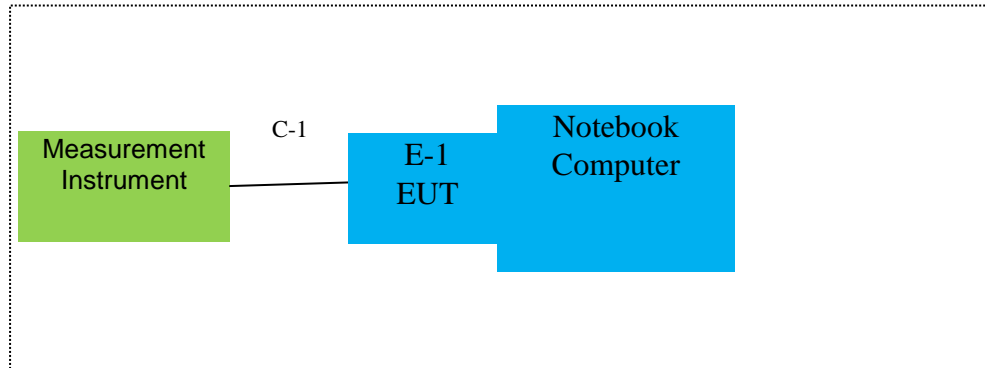 C-1
Measurement
Instrument
E-1
EUT
Notebook
Computer